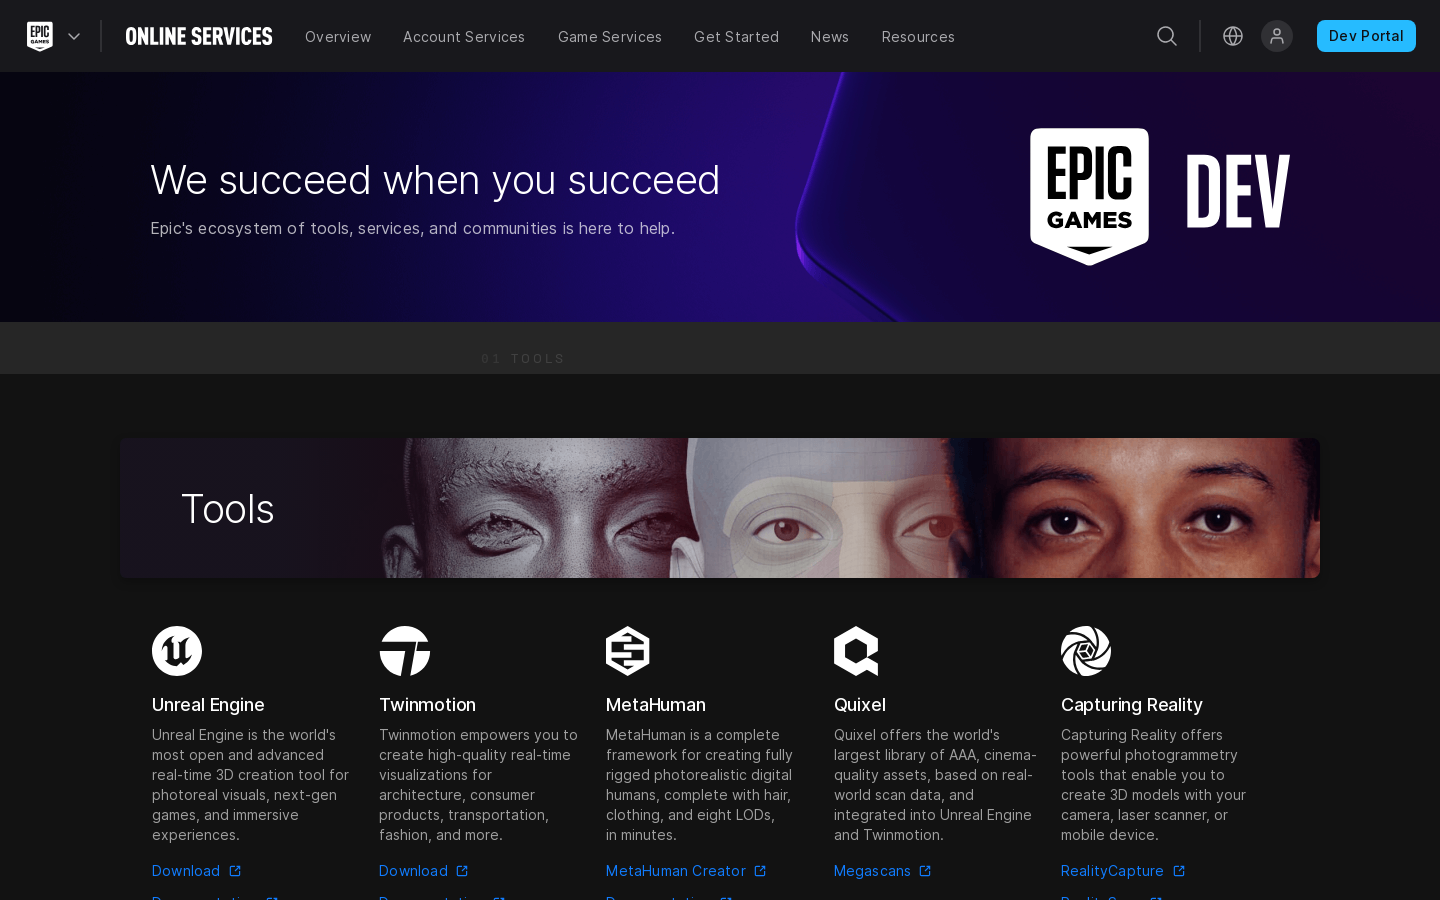 EPIC GAMES
ONLINE SERVICES
Overview
Account Services
Game Services
Get Started
News
Resources
Dev Portal
We succeed when you succeed
Epic's ecosystem of tools, services, and communities is here to help.
EPIC
GAMES
DEV
01 TOOLS
Tools
Unreal Engine
Unreal Engine is the world's
most open and advanced
real-time 3D creation tool for
photoreal visuals, next-gen
games, and immersive
experiences.
Download
Twinmotion
Twinmotion empowers you to
create high-quality real-time
visualizations for
architecture, consumer
products, transportation,
fashion, and more.
Download
MetaHuman
MetaHuman is a complete
framework for creating fully
rigged photorealistic digital
humans, complete with hair,
clothing, and eight LODs,
in minutes.
MetaHuman Creator
Quixel
Quixel offers the world's
largest library of AAA, cinema-
quality assets, based on real-
world scan data, and
integrated into Unreal Engine
and Twinmotion.
Megascans
Capturing Reality
Capturing Reality offers
powerful photogrammetry
tools that enable you to
create 3D models with your
camera, laser scanner, or
mobile device.
RealityCapture